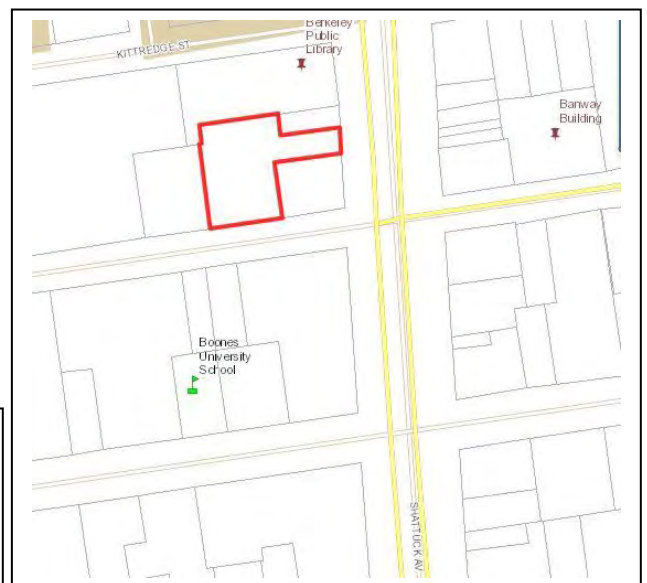 Berkeley
Public
Library
KITTREDGE ST
Banway
Building
Boones
University
School
SHATTUCK AV